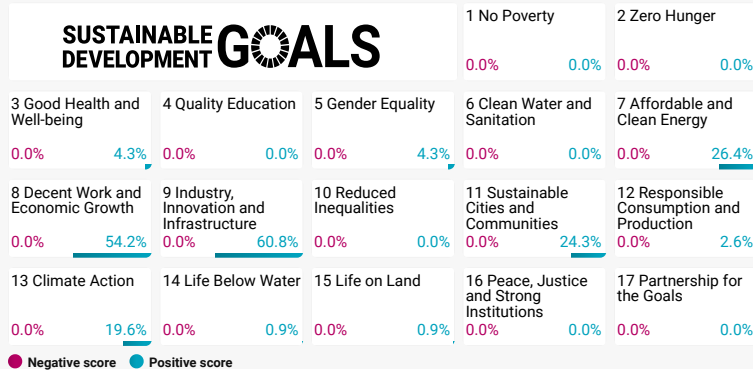 SUSTAINABLE
DEVELOPMENT
GOALS
1 No Poverty
0.0% 0.0%
2 Zero Hunger
0.0% 0.0%
3 Good Health and
Well-being
0.0% 4.3%
4 Quality Education
0.0% 0.0%
5 Gender Equality
0.0% 4.3%
6 Clean Water and
Sanitation
0.0% 0.0%
7 Affordable and
Clean Energy
0.0% 26.4%
8 Decent Work and
Economic Growth
0.0% 54.2%
9 Industry,
Innovation and
Infrastructure
0.0% 60.8%
10 Reduced
Inequalities
0.0% 0.0%
11 Sustainable
Cities and
Communities
0.0% 24.3%
12 Responsible
Consumption and
Production
0.0% 2.6%
13 Climate Action
0.0% 19.6%
14 Life Below Water
0.0% 0.9%
15 Life on Land
0.0% 0.9%
16 Peace, Justice
and Strong
Institutions
0.0% 0.0%
17 Partnership for
the Goals
0.0% 0.0%
Negative score Positive score